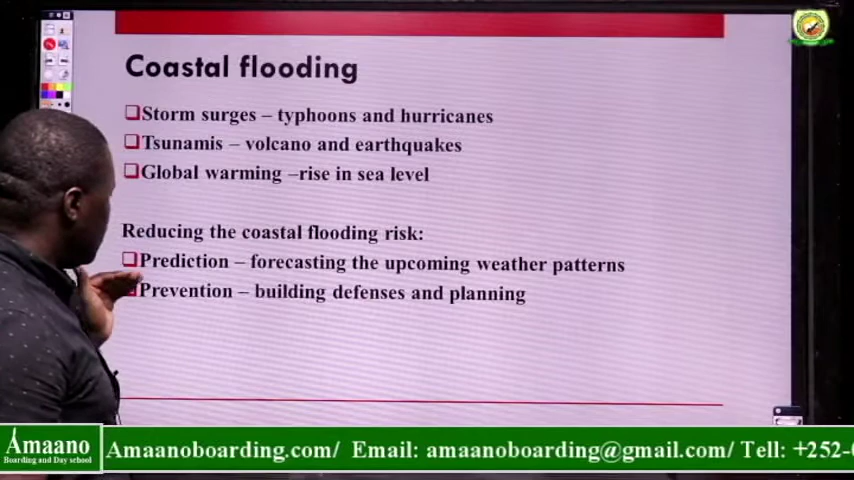 Coastal flooding
Storm surges – typhoons and hurricanes
Tsunamis – volcano and earthquakes
Global warming –rise in sea level
Reducing the coastal flooding risk:
Prediction – forecasting the upcoming weather patterns
Prevention – building defenses and planning
Amaano
Boarding and Day school
Amaanoboarding.com/ Email: amaanoboarding@gmail.com/ Tell: +252-